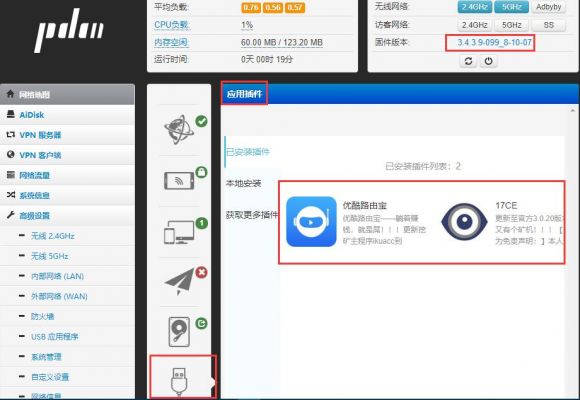 pdcn
平均负载: 0.76 0.56 0.57
CPU负载: 1%
内存空间: 60.00 MB / 123.20 MB
运行时间: 0天 00时 19分
无线网络: 2.4GHz 5GHz Adbyby
访客网络: 2.4GHz 5GHz SS
固件版本: 3.4.3.9-099_8-10-07
网络地图
AiDisk
VPN 服务器
VPN 客户端
网络流量
系统信息
高级设置
无线 2.4GHz
无线 5GHz
内部网络 (LAN)
外部网络 (WAN)
防火墙
USB 应用程序
系统管理
自定义设置
网络信息
1
应用插件
已安装插件
本地安装
获取更多插件
已安装插件列表:2
优酷路由宝
优酷路由宝——躺着赚
钱,就是屌!!!更新挖
矿主程序ikuacc到
17CE
更新至官方3.0.20版
又有个矿机!!!【
为免责声明:】本人